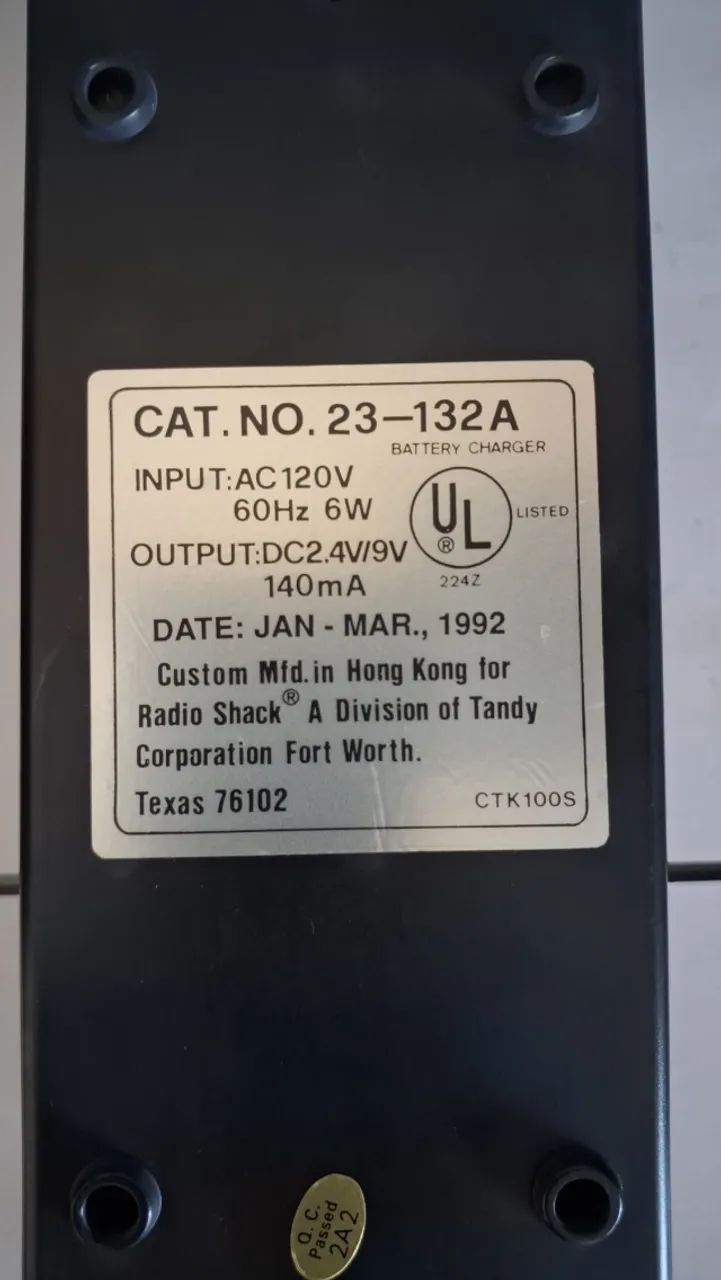 CAT. NO. 23-132A
BATTERY CHARGER
INPUT:AC120V
60Hz 6W
UL
®
LISTED
OUTPUT:DC2.4V/9V
140mA
224Z
DATE: JAN - MAR., 1992
Custom Mfd. in Hong Kong for
Radio Shack® A Division of Tandy
Corporation Fort Worth.
Texas 76102
CTK100S
Q. C.
Passed
2A2